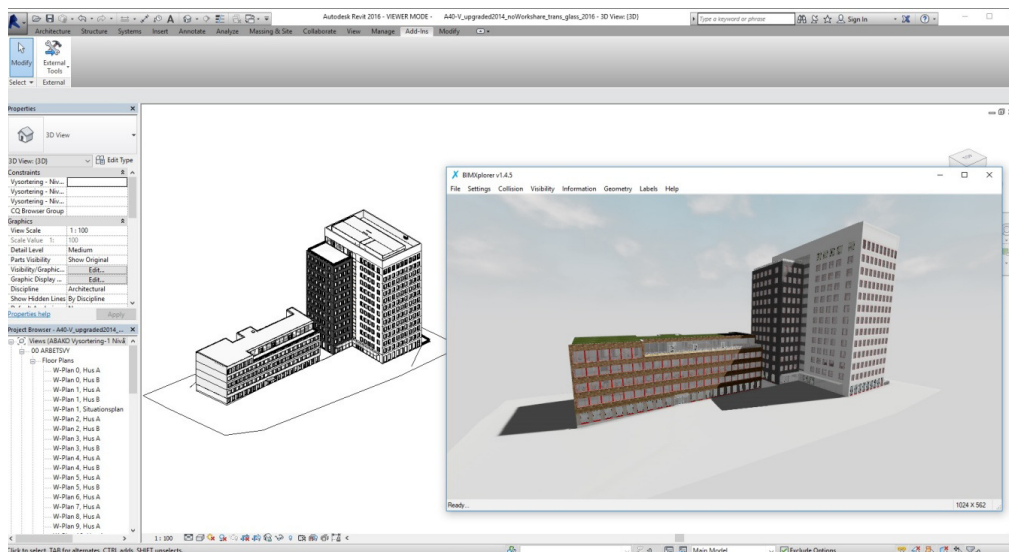 Autodesk Revit 2016 - VIEWER MODE - A40-V_upgraded2014_noWorkshare_trans_glass_2016 - 3D View: {3D}
Type a keyword or phrase
Sign In
Architecture Structure Systems Insert Annotate Analyze Massing & Site Collaborate View Manage Add-Ins Modify
Modify
External Tools
Select
External
Properties
3D View
3D View: {3D}
Edit Type
Constraints
Vysortering - Niv...
Vysortering - Niv...
Vysortering - Niv...
CQ Browser Group
Graphics
View Scale 1 : 100
Scale Value 1: 100
Detail Level Medium
Parts Visibility Show Original
Visibility/Graphic... Edit...
Graphic Display ... Edit...
Discipline Architectural
Show Hidden Lines By Discipline
Properties help Apply
Project Browser - A40-V_upgraded2014_...
Views (ABAKO Vysortering-1 Nivå
00 ARBETSVY
Floor Plans
W-Plan 0, Hus A
W-Plan 0, Hus B
W-Plan 1, Hus A
W-Plan 1, Hus B
W-Plan 1, Situationsplan
W-Plan 2, Hus A
W-Plan 2, Hus B
W-Plan 3, Hus A
W-Plan 3, Hus B
W-Plan 4, Hus A
W-Plan 4, Hus B
W-Plan 5, Hus A
W-Plan 5, Hus B
W-Plan 6, Hus A
W-Plan 7, Hus A
W-Plan 8, Hus A
W-Plan 9, Hus A
TOP
BIMXplorer v1.4.5
File Settings Collision Visibility Information Geometry Labels Help
Ready...
1024 X 562
1 : 100
Click to select, TAB for alternates, CTRL adds, SHIFT unselects.
Main Model
Exclude Options